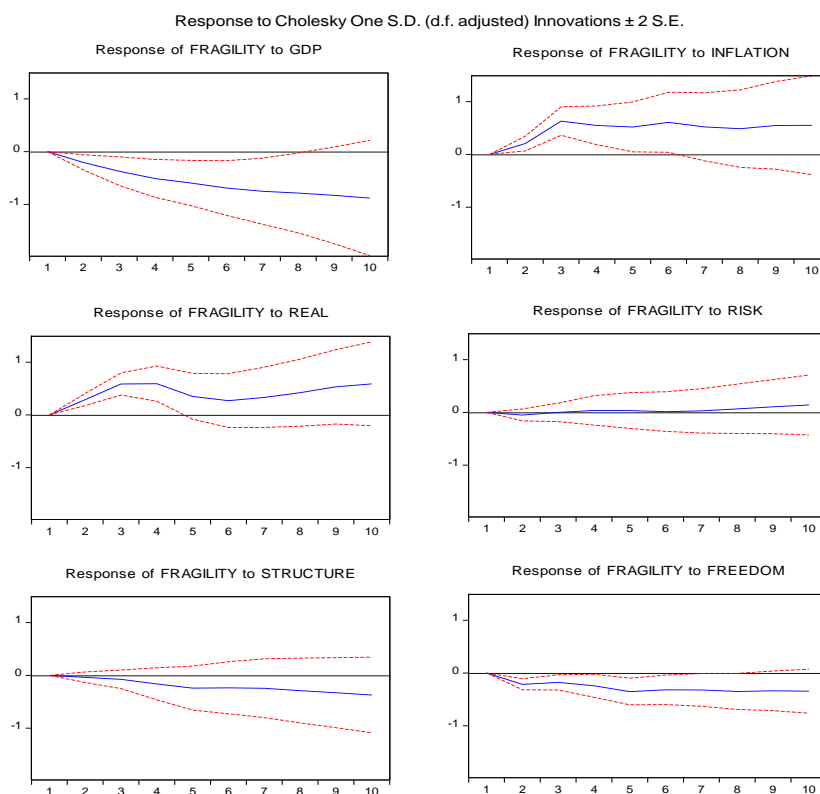 Response to Cholesky One S.D. (d.f. adjusted) Innovations ± 2 S.E.
Response of FRAGILITY to GDP
1
0
-1
1 2 3 4 5 6 7 8 9 10
Response of FRAGILITY to INFLATION
1
0
-1
1 2 3 4 5 6 7 8 9 10
Response of FRAGILITY to REAL
1
0
-1
1 2 3 4 5 6 7 8 9 10
Response of FRAGILITY to RISK
1
0
-1
1 2 3 4 5 6 7 8 9 10
Response of FRAGILITY to STRUCTURE
1
0
-1
1 2 3 4 5 6 7 8 9 10
Response of FRAGILITY to FREEDOM
1
0
-1
1 2 3 4 5 6 7 8 9 10